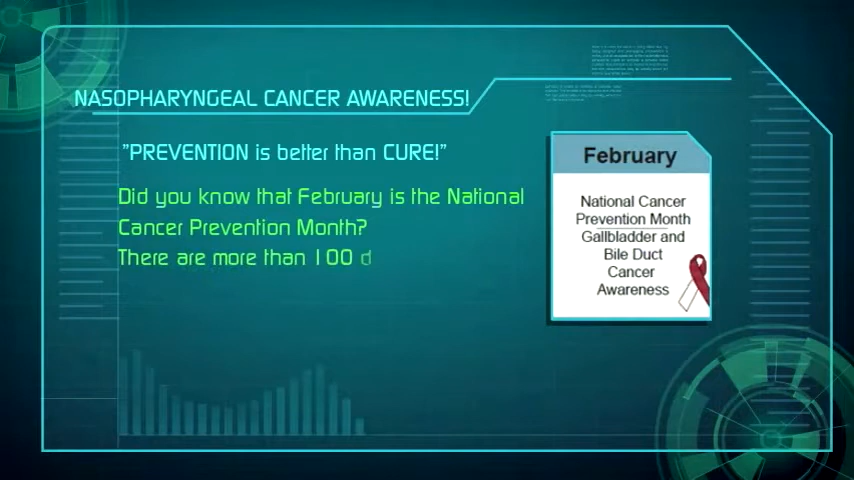 NASOPHARYNGEAL CANCER AWARENESS!
"PREVENTION is better than CURE!"
Did you know that February is the National
Cancer Prevention Month?
There are more than 100 d
February
National Cancer
Prevention Month
Gallbladder and
Bile Duct
Cancer
Awareness